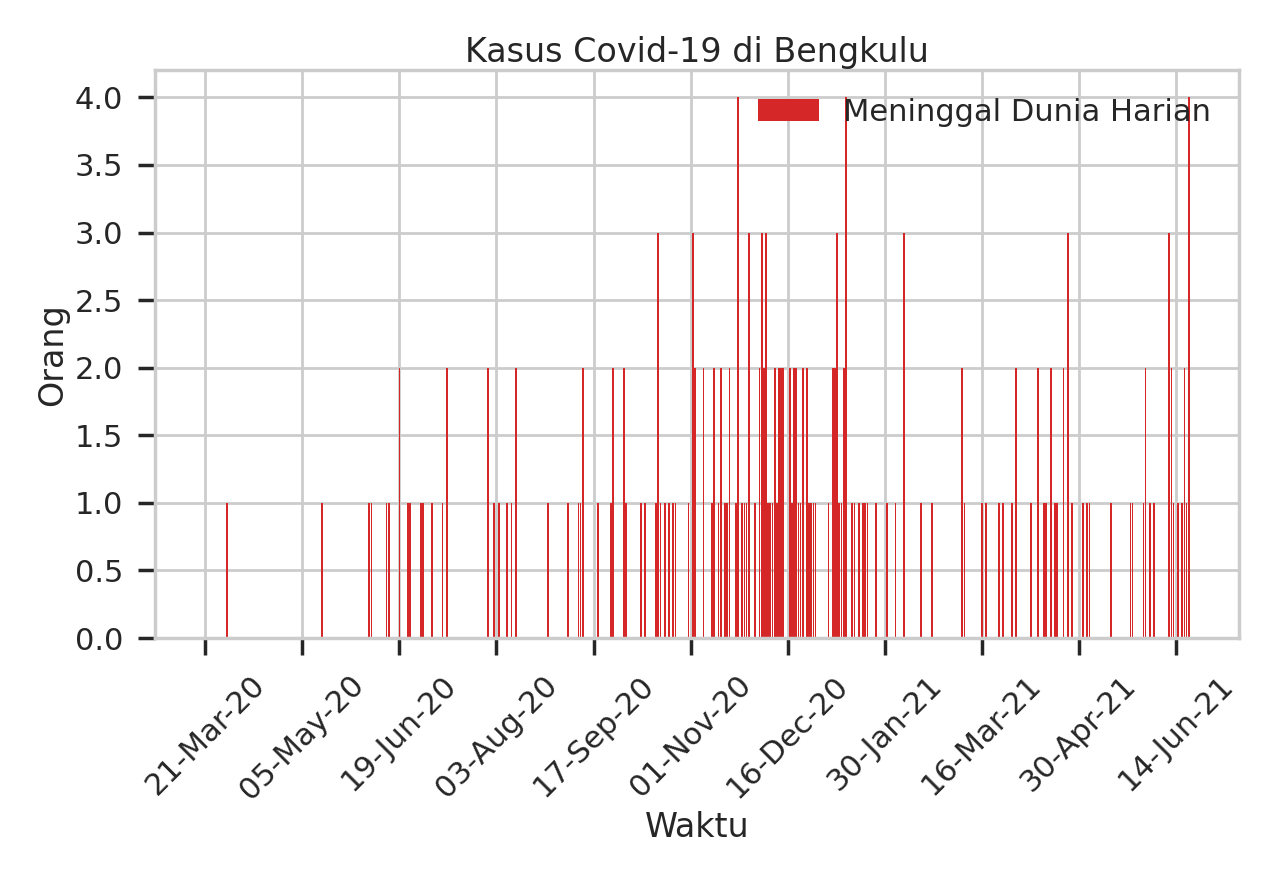 Kasus Covid-19 di Bengkulu
Meninggal Dunia Harian
Orang
4.0
3.5
3.0
2.5
2.0
1.5
1.0
0.5
0.0
21-Mar-20
05-May-20
19-Jun-20
03-Aug-20
17-Sep-20
01-Nov-20
16-Dec-20
30-Jan-21
16-Mar-21
30-Apr-21
14-Jun-21
Waktu